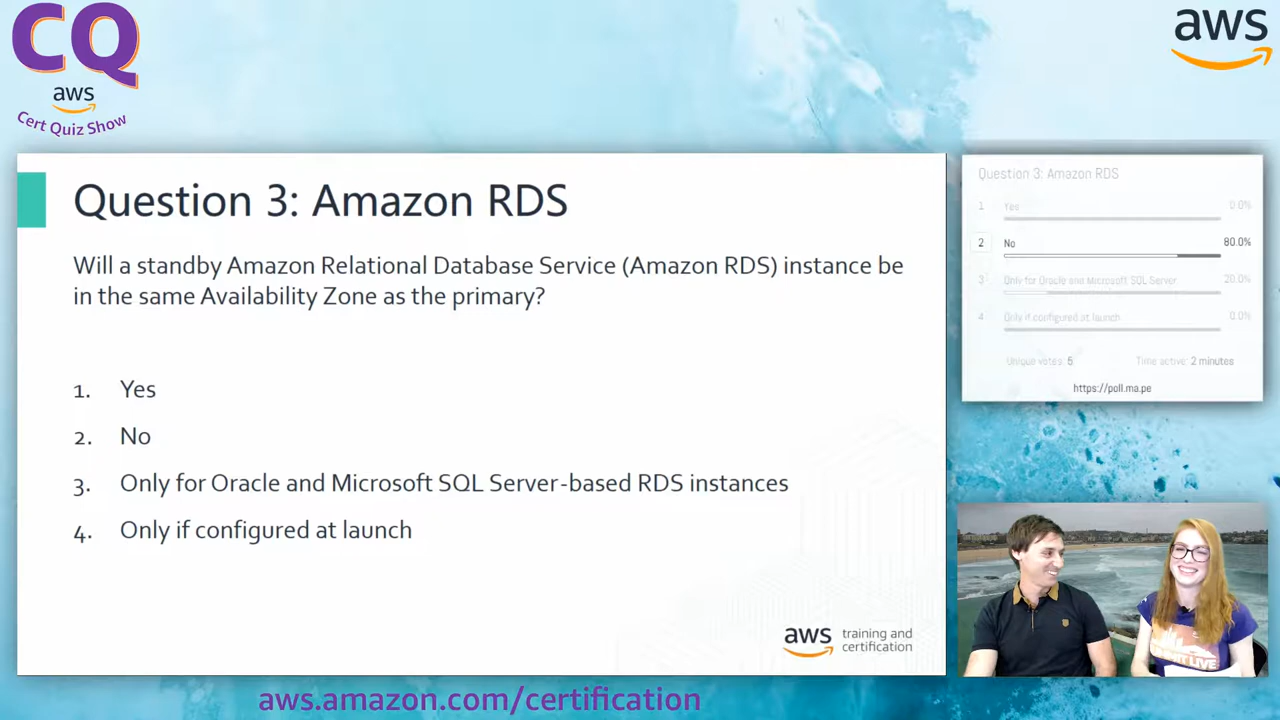 CQ
aws
Cert Quiz Show
aws
Question 3: Amazon RDS
Will a standby Amazon Relational Database Service (Amazon RDS) instance be
in the same Availability Zone as the primary?
1. Yes
2. No
3. Only for Oracle and Microsoft SQL Server-based RDS instances
4. Only if configured at launch
aws training and
certification
Question 3: Amazon RDS
1 Yes 0.0%
2 No 80.0%
3 Only for Oracle and Microsoft SQL Server 20.0%
4 Only if configured at launch 0.0%
Unique votes: 5 Time active: 2 minutes
https://poll.ma.pe
LIVE
aws.amazon.com/certification